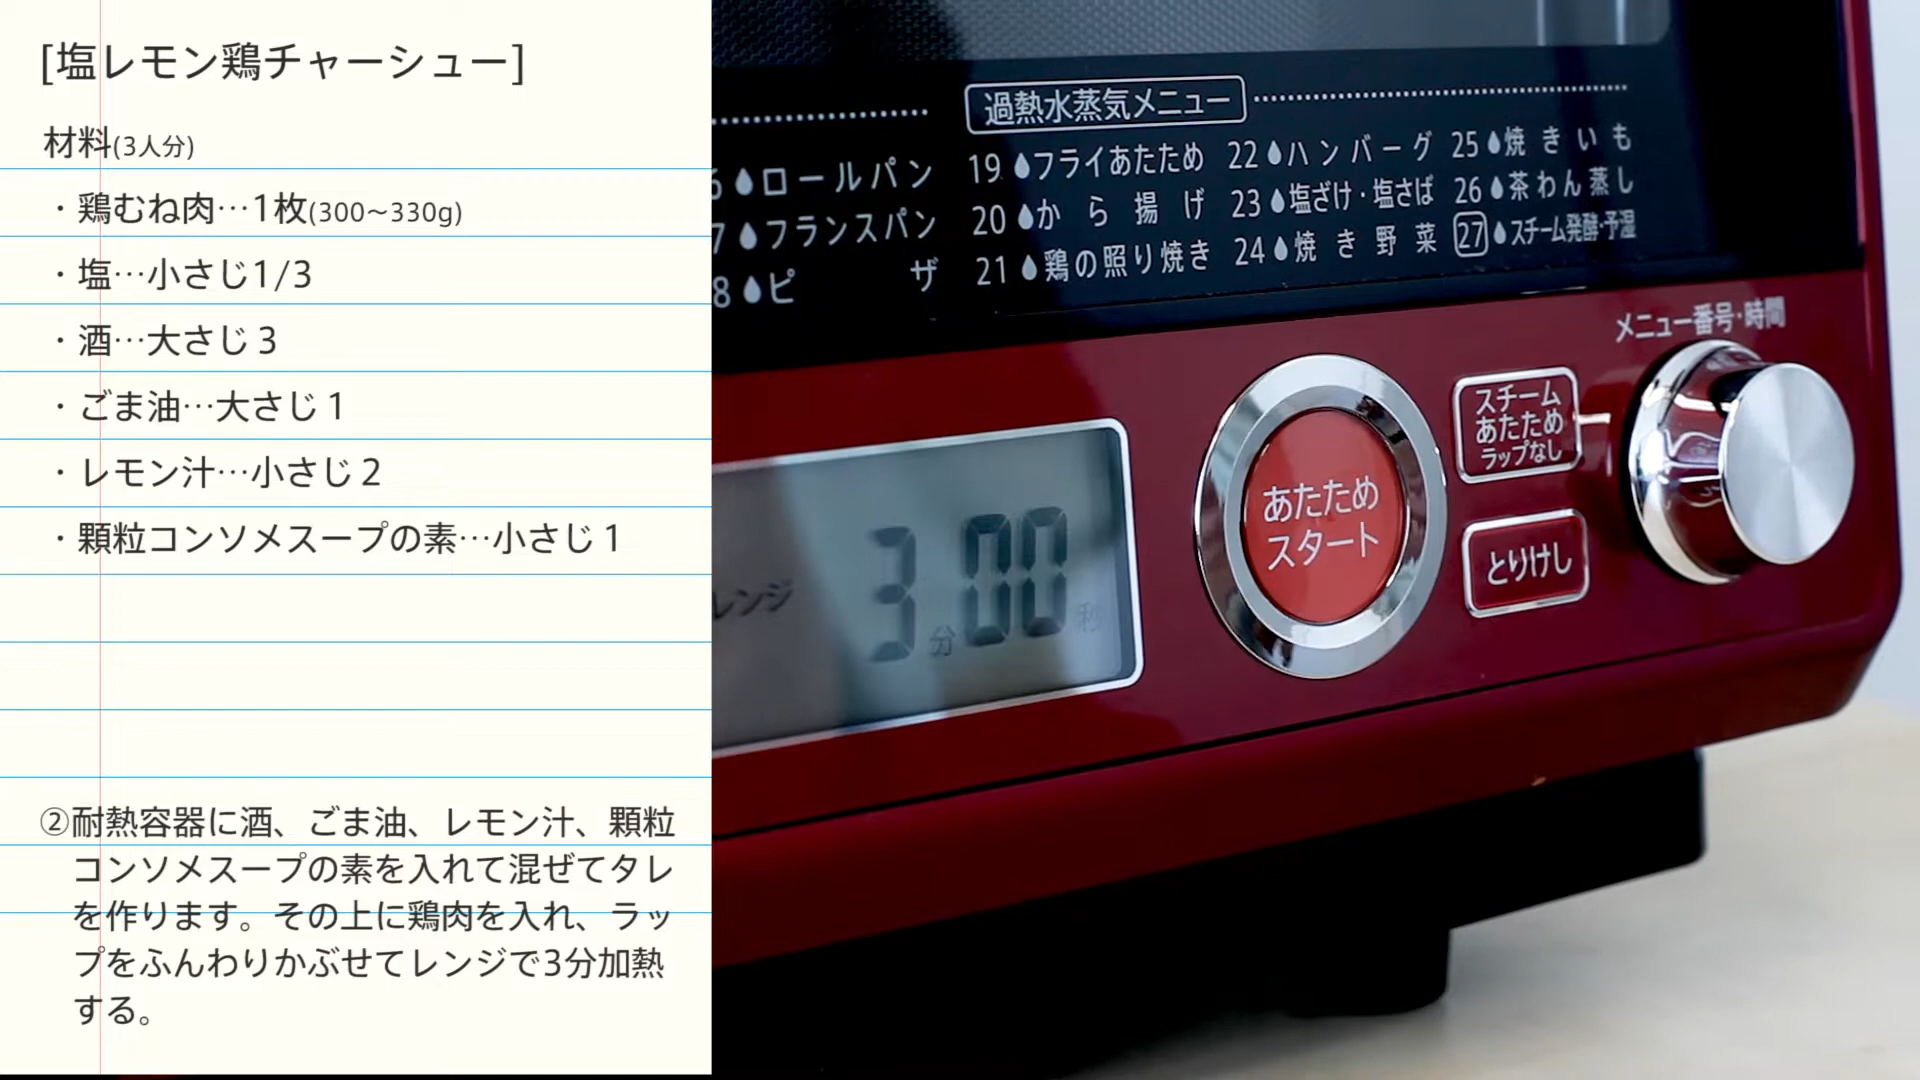 [塩レモン鶏チャーシュー]
材料(3人分)
・鶏むね肉…1枚(300〜330g)
・塩…小さじ1/3
・酒…大さじ3
・ごま油…大さじ1
・レモン汁…小さじ2
・顆粒コンソメスープの素…小さじ1
②耐熱容器に酒、ごま油、レモン汁、顆粒
コンソメスープの素を入れて混ぜてタレ
を作ります。その上に鶏肉を入れ、ラッ
プをふんわりかぶせてレンジで3分加熱
する。
過熱水蒸気メニュー
6 ロールパン
7 フランスパン
8 ピザ
19 フライあたため
20 から揚げ
21 鶏の照り焼き
22 ハンバーグ
23 塩ざけ・塩さば
24 焼き野菜
25 焼きいも
26 茶わん蒸し
27 スチーム発酵・予湿
メニュー番号・時間
レンジ
3分00秒
あたため
スタート
スチーム
あたため
ラップなし
とりけし